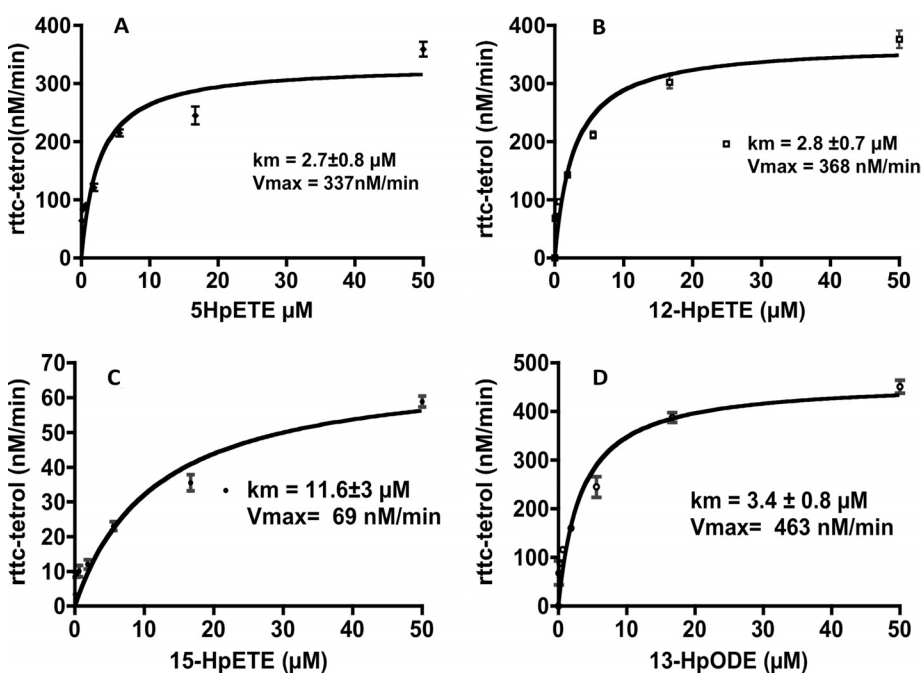 A
400
300
200
100
0
rttc-tetrol(nM/min)
km = 2.7±0.8 µM
Vmax = 337nM/min
0 10 20 30 40 50
5HpETE µM
B
400
300
200
100
0
rttc-tetrol (nM/min)
km = 2.8 ±0.7 µM
Vmax = 368 nM/min
0 10 20 30 40 50
12-HpETE (µM)
C
70
60
50
40
30
20
10
0
rttc-tetrol (nM/min)
km = 11.6±3 µM
Vmax= 69 nM/min
0 10 20 30 40 50
15-HpETE (µM)
D
500
400
300
200
100
0
rttc-tetrol (nM/min)
km = 3.4 ± 0.8 µM
Vmax= 463 nM/min
0 10 20 30 40 50
13-HpODE (µM)